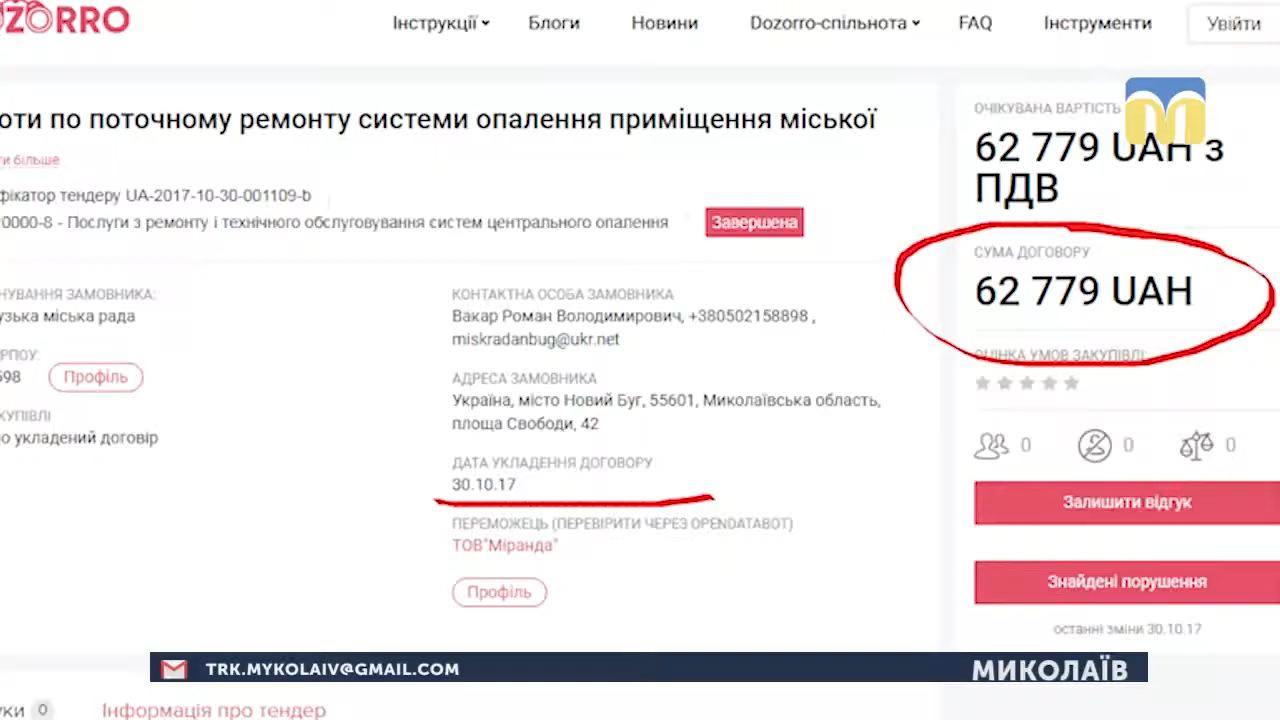 OZORRO
Інструкції
Блоги
Новини
Dozorro-спільнота
FAQ
Інструменти
Увійти
оти по поточному ремонту системи опалення приміщення міської
ти більше
фікатор тендеру UA-2017-10-30-001109-b
0000-8 - Послуги з ремонту і технічного обслуговування систем центрального опалення
Завершена
НУВАННЯ ЗАМОВНИКА:
узька міська рада
РПОУ:
598
Профіль
КУПІВЛІ
о укладений договір
КОНТАКТНА ОСОБА ЗАМОВНИКА
Вакар Роман Володимирович, +380502158898 ,
miskradanbug@ukr.net
АДРЕСА ЗАМОВНИКА
Україна, місто Новий Буг, 55601, Миколаївська область,
площа Свободи, 42
ДАТА УКЛАДЕННЯ ДОГОВОРУ
30.10.17
ПЕРЕМОЖЕЦЬ (ПЕРЕВІРИТИ ЧЕРЕЗ OPENDATABOT)
ТОВ"Міранда"
Профіль
ОЧІКУВАНА ВАРТІСТЬ
62 779 UAH з
ПДВ
СУМА ДОГОВОРУ
62 779 UAH
ОЦІНКА УМОВ ЗАКУПІВЛІ
0
0
0
Залишити відгук
Знайдені порушення
останні зміни 30.10.17
TRK.MYKOLAIV@GMAIL.COM
МИКОЛАЇВ
уки 0
Інформація про тендер